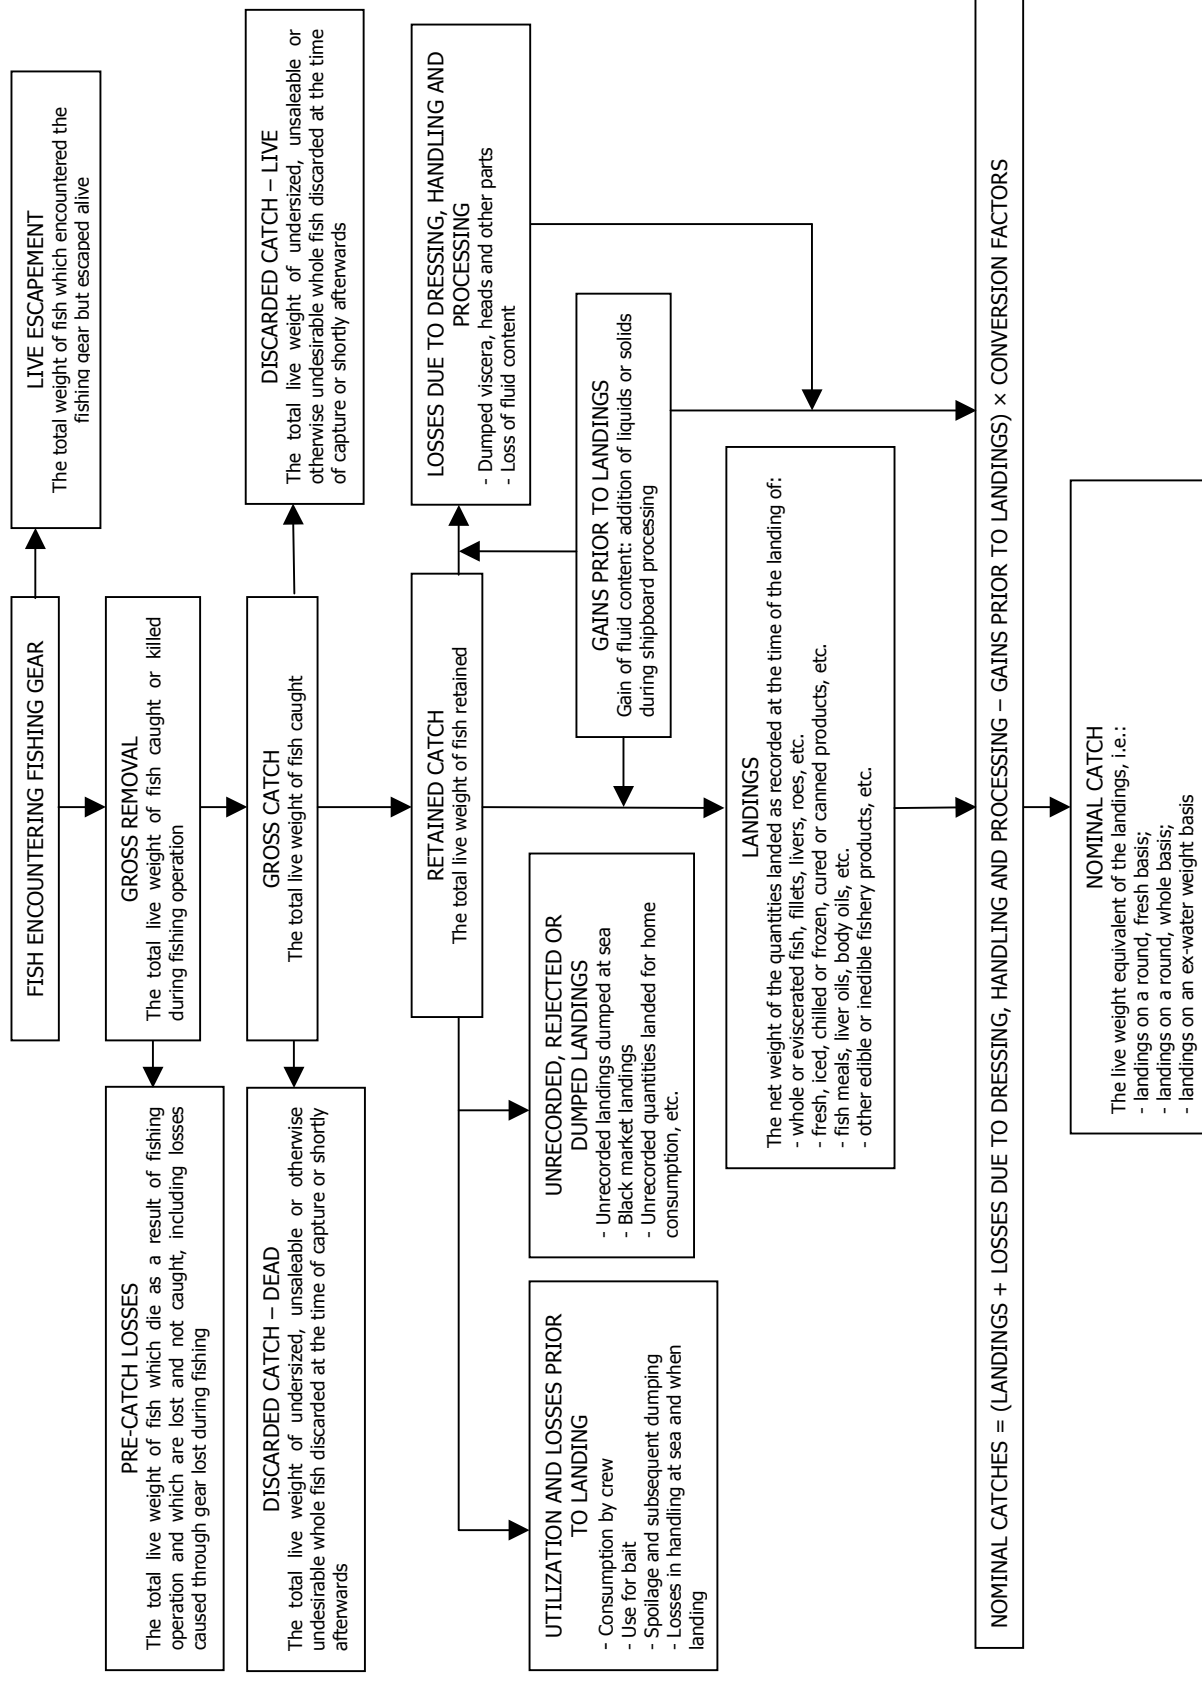 FISH ENCOUNTERING FISHING GEAR
LIVE ESCAPEMENT
The total weight of fish which encountered the
fishing gear but escaped alive
PRE-CATCH LOSSES
The total live weight of fish which die as a result of fishing
operation and which are lost and not caught, including losses
caused through gear lost during fishing
GROSS REMOVAL
The total live weight of fish caught or killed
during fishing operation
DISCARDED CATCH – DEAD
The total live weight of undersized, unsaleable or otherwise
undesirable whole fish discarded at the time of capture or shortly
afterwards
GROSS CATCH
The total live weight of fish caught
DISCARDED CATCH – LIVE
The total live weight of undersized, unsaleable or
otherwise undesirable whole fish discarded at the time
of capture or shortly afterwards
RETAINED CATCH
The total live weight of fish retained
LOSSES DUE TO DRESSING, HANDLING AND
PROCESSING
- Dumped viscera, heads and other parts
- Loss of fluid content
UTILIZATION AND LOSSES PRIOR
TO LANDING
- Consumption by crew
- Use for bait
- Spoilage and subsequent dumping
- Losses in handling at sea and when
landing
UNRECORDED, REJECTED OR
DUMPED LANDINGS
- Unrecorded landings dumped at sea
- Black market landings
- Unrecorded quantities landed for home
consumption, etc.
GAINS PRIOR TO LANDINGS
Gain of fluid content: addition of liquids or solids
during shipboard processing
LANDINGS
The net weight of the quantities landed as recorded at the time of the landing of:
- whole or eviscerated fish, fillets, livers, roes, etc.
- fresh, iced, chilled or frozen, cured or canned products, etc.
- fish meals, liver oils, body oils, etc.
- other edible or inedible fishery products, etc.
NOMINAL CATCHES = (LANDINGS + LOSSES DUE TO DRESSING, HANDLING AND PROCESSING – GAINS PRIOR TO LANDINGS) × CONVERSION FACTORS
NOMINAL CATCH
The live weight equivalent of the landings, i.e.:
- landings on a round, fresh basis;
- landings on a round, whole basis;
- landings on an ex-water weight basis